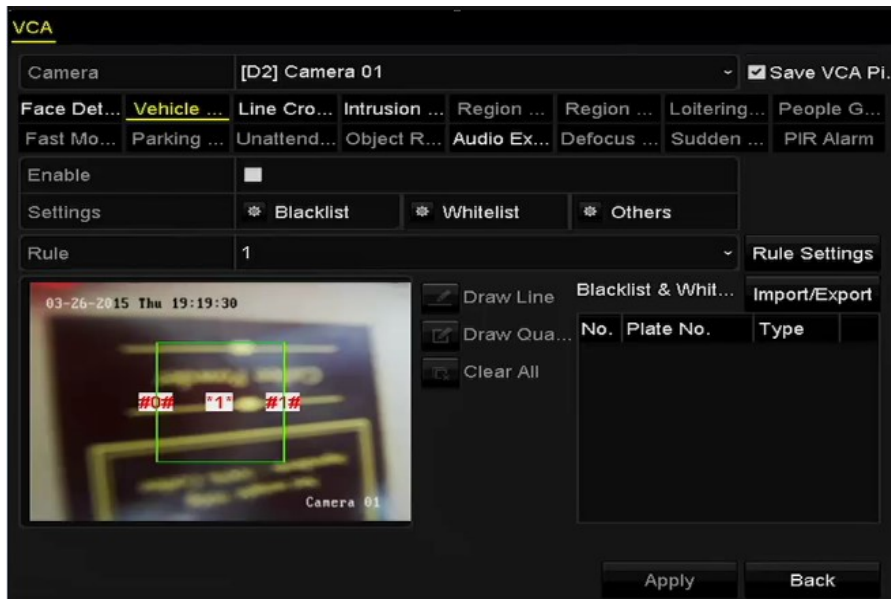 VCA
Camera [D2] Camera 01 Save VCA Pi.
Face Det... Vehicle ... Line Cro... Intrusion ... Region ... Region ... Loitering... People G...
Fast Mo... Parking ... Unattend... Object R... Audio Ex... Defocus ... Sudden ... PIR Alarm
Enable
Settings Blacklist Whitelist Others
Rule 1 Rule Settings
03-26-2015 Thu 19:19:30
#0# *1* #1#
Camera 01
Draw Line
Draw Qua...
Clear All
Blacklist & Whit... Import/Export
No. Plate No. Type
Apply Back